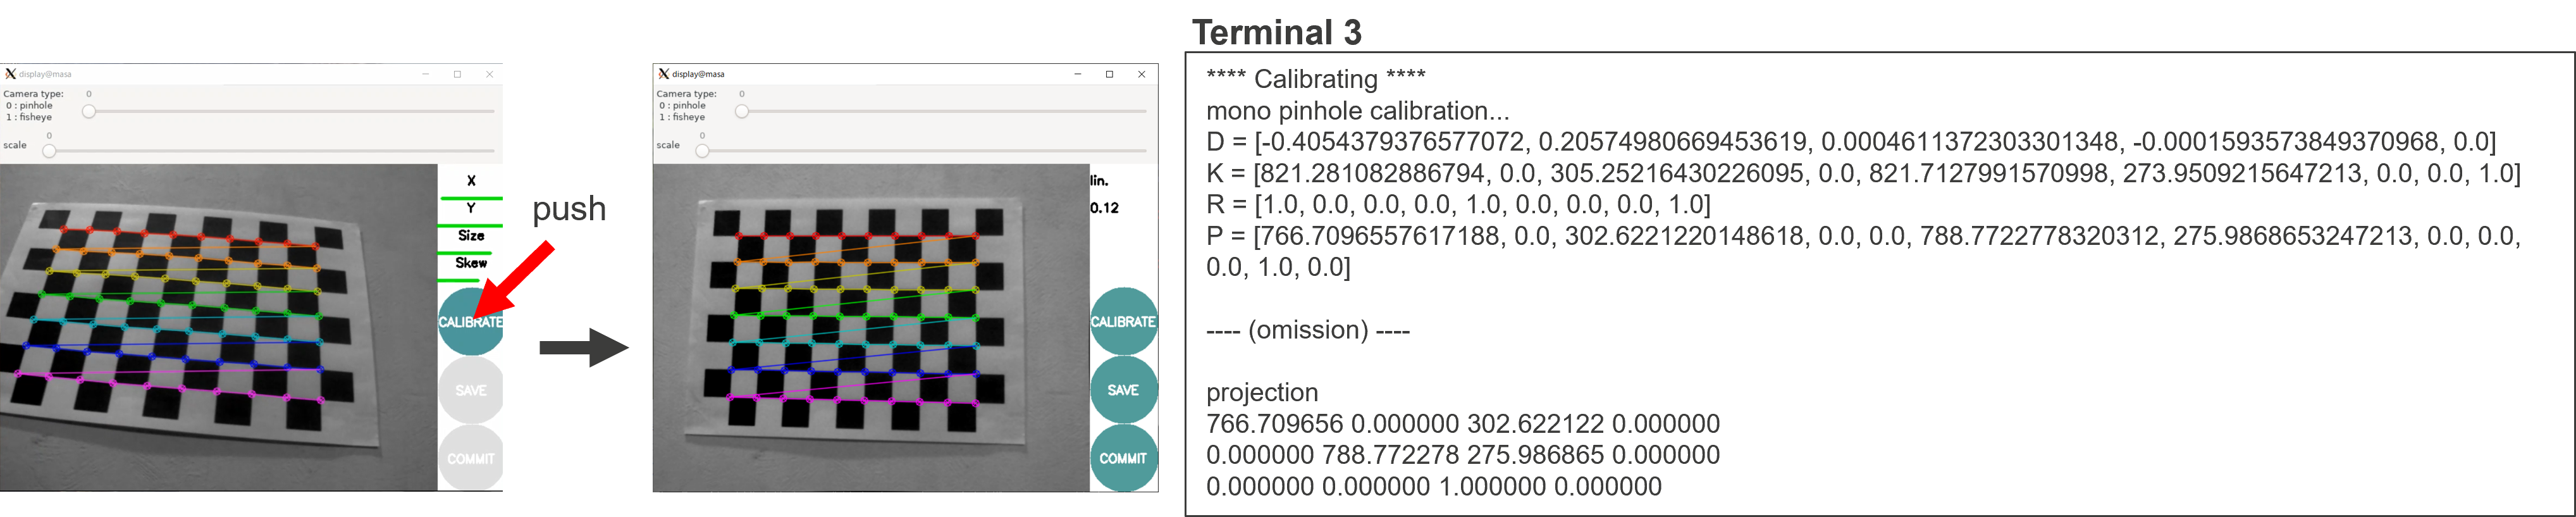 display@masa
Camera type:
0 : pinhole
1 : fisheye
0
scale
0
X
Y
Size
Skew
CALIBRATE
SAVE
COMMIT
push
display@masa
Camera type:
0 : pinhole
1 : fisheye
0
scale
0
lin.
0.12
CALIBRATE
SAVE
COMMIT
Terminal 3
**** Calibrating ****
mono pinhole calibration...
D = [-0.4054379376577072, 0.20574980669453619, 0.0004611372303301348, -0.0001593573849370968, 0.0]
K = [821.281082886794, 0.0, 305.25216430226095, 0.0, 821.7127991570998, 273.9509215647213, 0.0, 0.0, 1.0]
R = [1.0, 0.0, 0.0, 0.0, 1.0, 0.0, 0.0, 0.0, 1.0]
P = [766.7096557617188, 0.0, 302.6221220148618, 0.0, 0.0, 788.7722778320312, 275.9868653247213, 0.0, 0.0,
0.0, 1.0, 0.0]
---- (omission) ----
projection
766.709656 0.000000 302.622122 0.000000
0.000000 788.772278 275.986865 0.000000
0.000000 0.000000 1.000000 0.000000